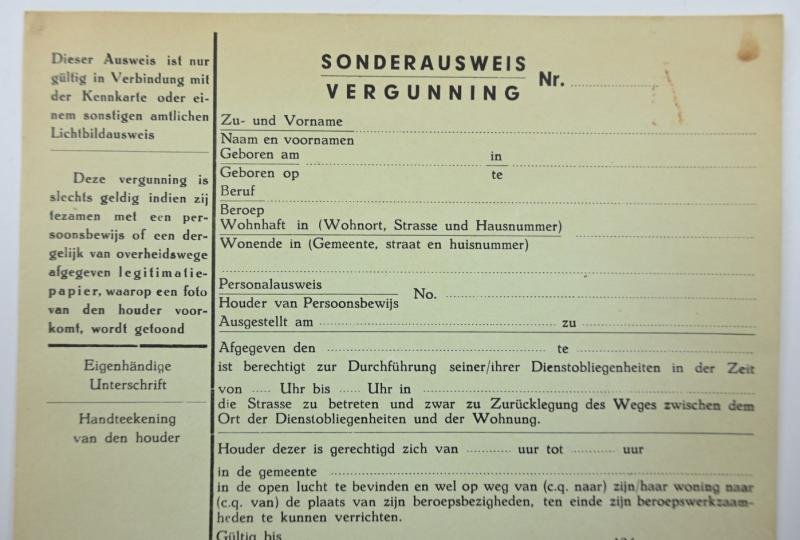 Dieser Ausweis ist nur
gültig in Verbindung mit
der Kennkarte oder ei-
nem sonstigen amtlichen
Lichtbildausweis
Deze vergunning is
slechts geldig indien zij
tezamen met een per-
soonsbewijs of een der-
gelijk van overheidswege
afgegeven legitimatie-
papier, waarop een foto
van den houder voor-
komt, wordt getoond
Eigenhändige
Unterschrift
Handteekening
van den houder
SONDERAUSWEIS
VERGUNNING
Nr.
Zu- und Vorname
Naam en voornamen
Geboren am in
Geboren op te
Beruf
Beroep
Wohnhaft in (Wohnort, Strasse und Hausnummer)
Wonende in (Gemeente, straat en huisnummer)
Personalausweis
Houder van Persoonsbewijs
No.
Ausgestellt am zu
Afgegeven den te
ist berechtigt zur Durchführung seiner/ihrer Dienstobliegenheiten in der Zeit
von Uhr bis Uhr in
die Strasse zu betreten und zwar zu Zurücklegung des Weges zwischen dem
Ort der Dienstobliegenheiten und der Wohnung.
Houder dezer is gerechtigd zich van uur tot uur
in de gemeente
in de open lucht te bevinden en wel op weg van (c.q. naar) zijn/haar woning naar
(c.q. van) de plaats van zijn beroepsbezigheden, ten einde zijn beroepswerkzaam-
heden te kunnen verrichten.
Gültig bis